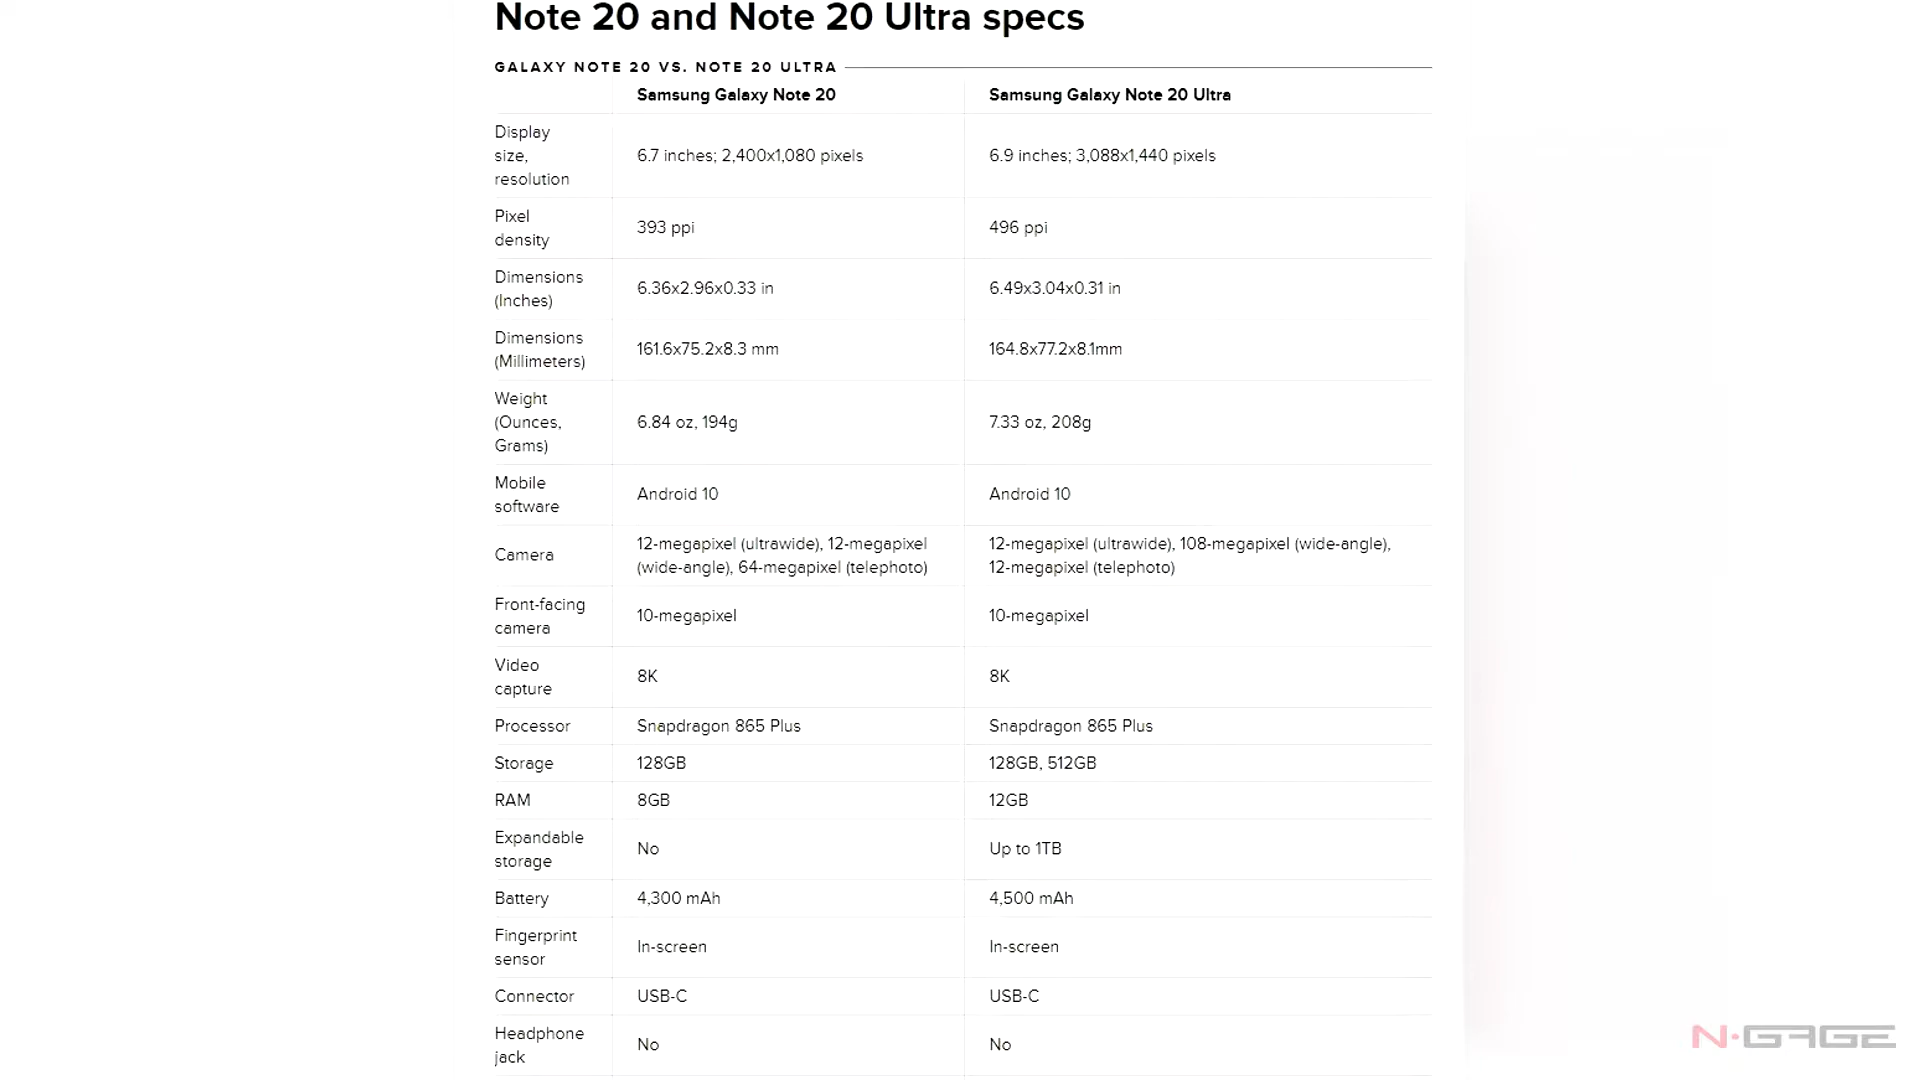 Note 20 and Note 20 Ultra specs
GALAXY NOTE 20 VS. NOTE 20 ULTRA
Samsung Galaxy Note 20
Samsung Galaxy Note 20 Ultra
Display
size,
resolution
6.7 inches; 2,400x1,080 pixels
6.9 inches; 3,088x1,440 pixels
Pixel
density
393 ppi
496 ppi
Dimensions
(Inches)
6.36x2.96x0.33 in
6.49x3.04x0.31 in
Dimensions
(Millimeters)
161.6x75.2x8.3 mm
164.8x77.2x8.1mm
Weight
(Ounces,
Grams)
6.84 oz, 194g
7.33 oz, 208g
Mobile
software
Android 10
Android 10
Camera
12-megapixel (ultrawide), 12-megapixel
(wide-angle), 64-megapixel (telephoto)
12-megapixel (ultrawide), 108-megapixel (wide-angle),
12-megapixel (telephoto)
Front-facing
camera
10-megapixel
10-megapixel
Video
capture
8K
8K
Processor
Snapdragon 865 Plus
Snapdragon 865 Plus
Storage
128GB
128GB, 512GB
RAM
8GB
12GB
Expandable
storage
No
Up to 1TB
Battery
4,300 mAh
4,500 mAh
Fingerprint
sensor
In-screen
In-screen
Connector
USB-C
USB-C
Headphone
jack
No
No
N·GAGE